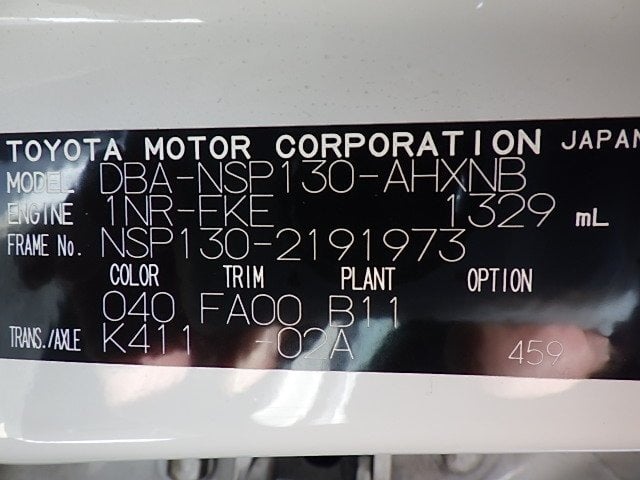 TOYOTA MOTOR CORPORATION JAPAN
MODEL DBA-NSP130-AHXNB
ENGINE 1NR-FKE 1329 mL
FRAME No. NSP130-2191973
COLOR TRIM PLANT OPTION
040 FA00 B11
TRANS./AXLE K411 -02A 459